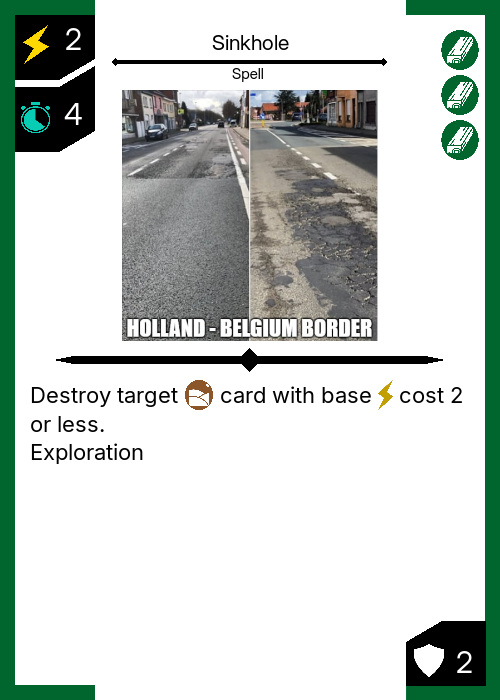 2
Sinkhole
Spell
4
HOLLAND - BELGIUM BORDER
Destroy target card with base cost 2
or less.
Exploration
2